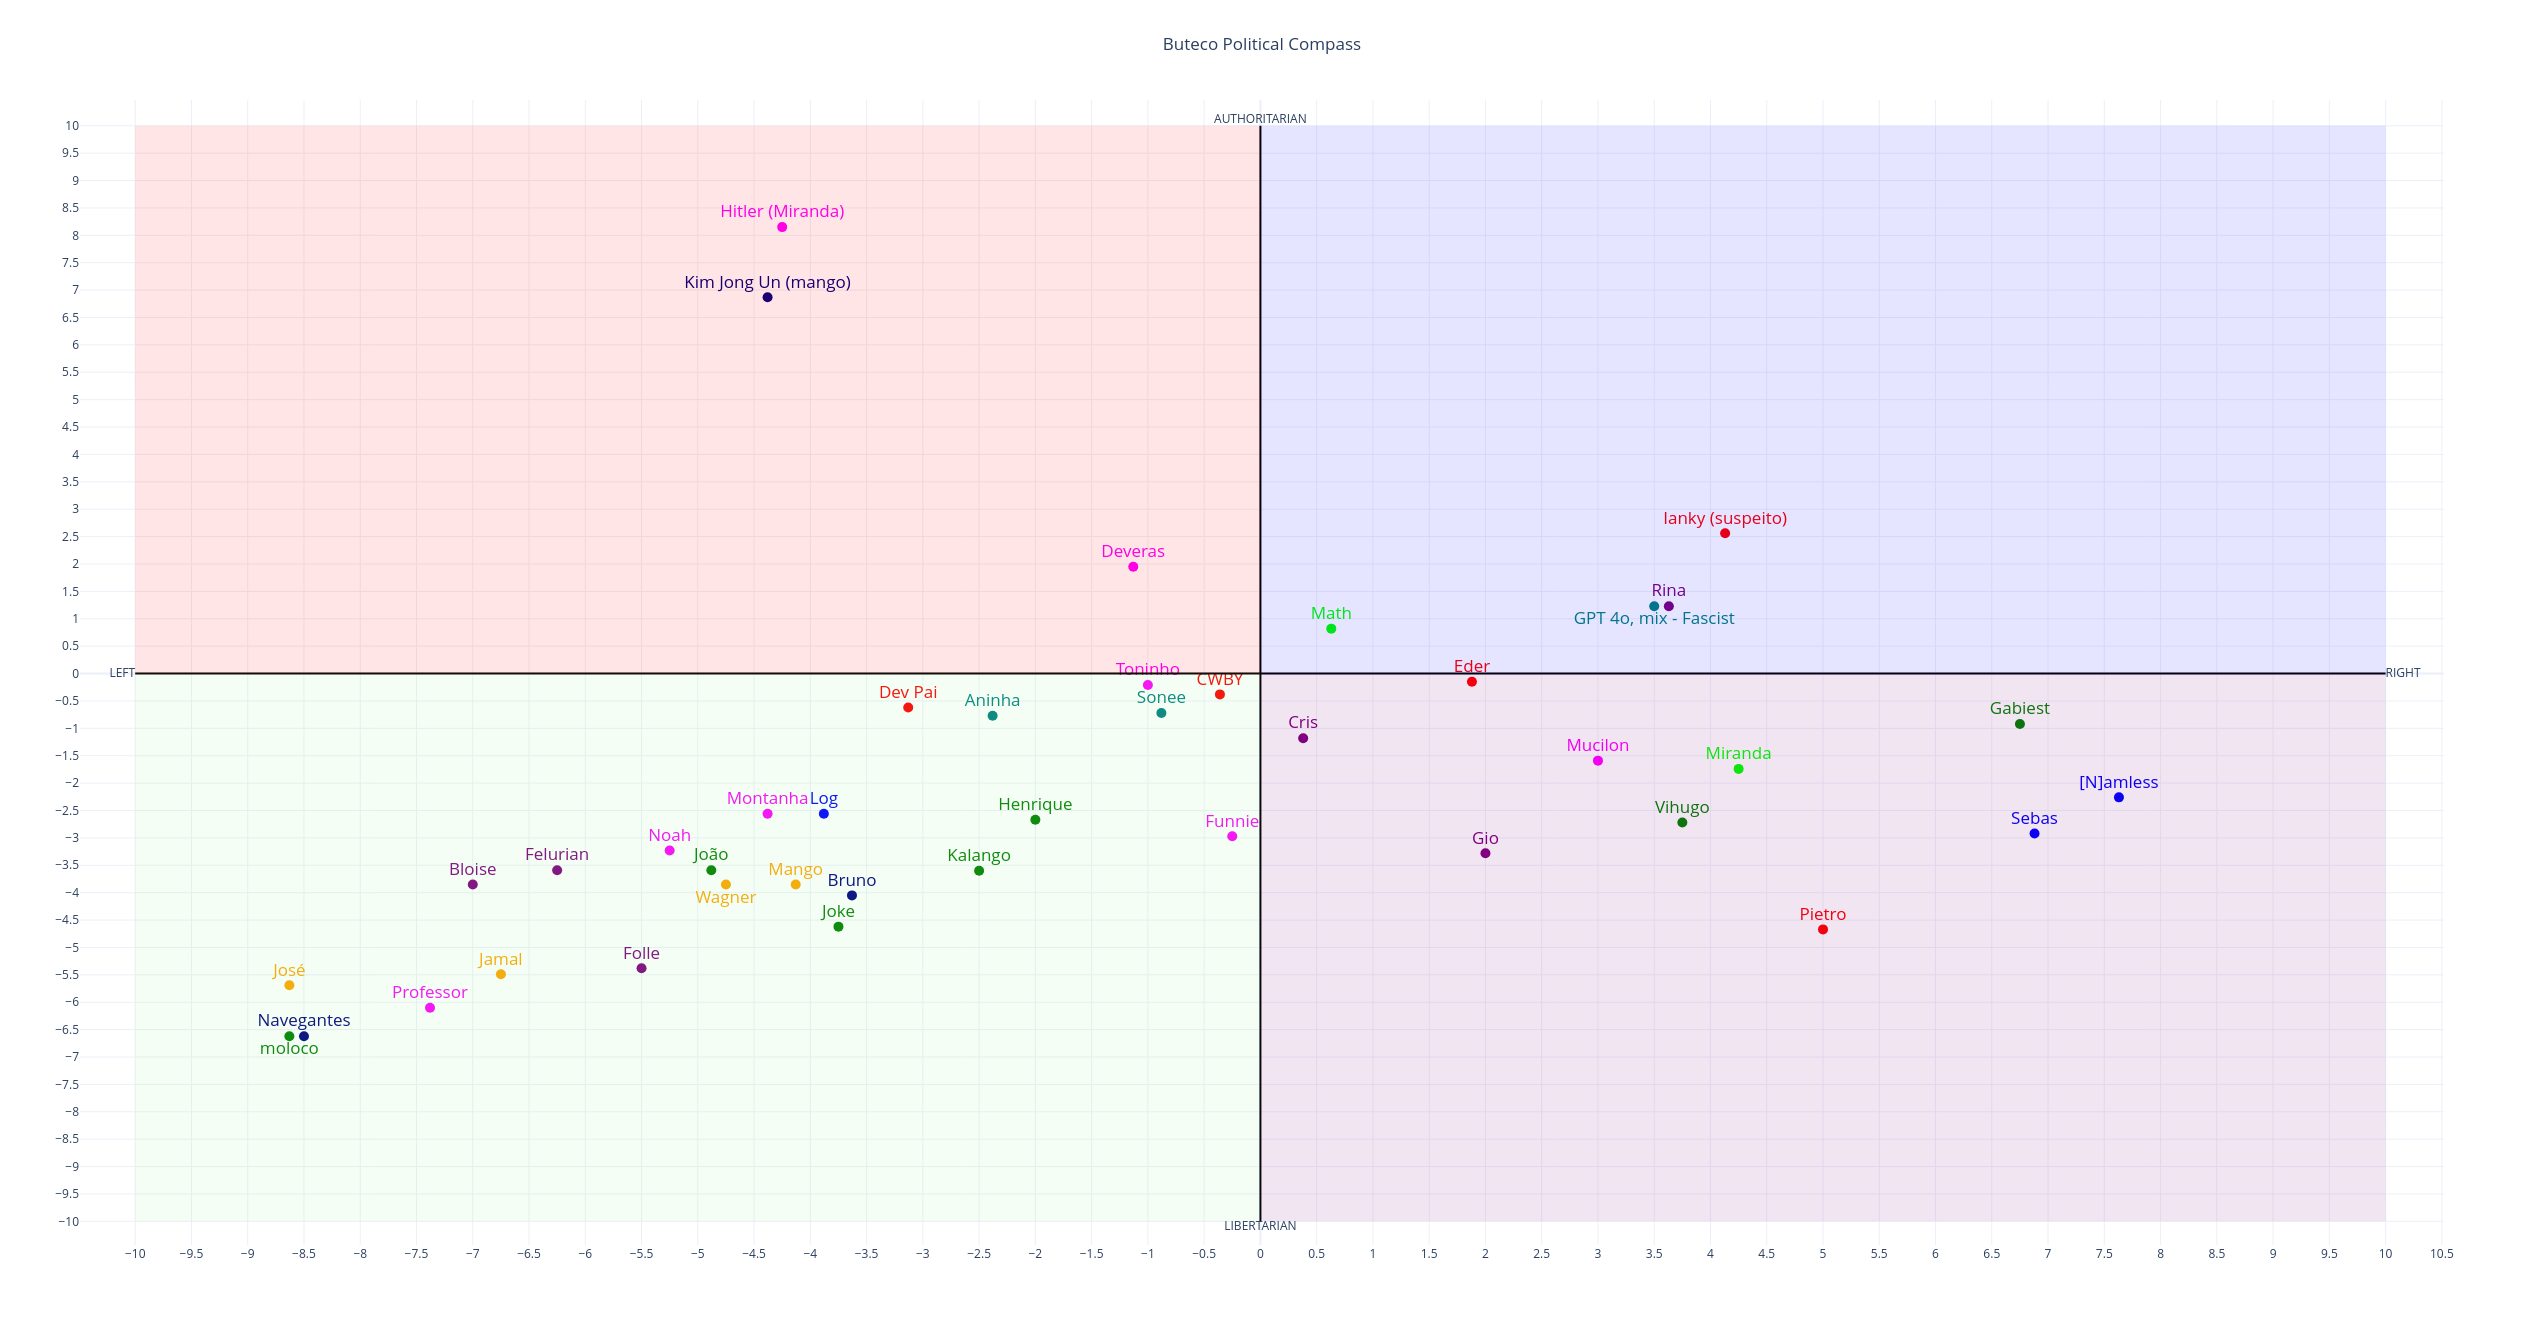 Buteco Political Compass
AUTHORITARIAN
10
9.5
9
8.5
8
7.5
7
6.5
6
5.5
5
4.5
4
3.5
3
2.5
2
1.5
1
0.5
0
−0.5
−1
−1.5
−2
−2.5
−3
−3.5
−4
−4.5
−5
−5.5
−6
−6.5
−7
−7.5
−8
−8.5
−9
−9.5
−10
Hitler (Miranda)
Kim Jong Un (mango)
Ianky (suspeito)
Deveras
Rina
Math
GPT 4o, mix - Fascist
Toninho
Eder
LEFT
RIGHT
CWBY
Dev Pai
Sonee
Aninha
Gabiest
Cris
Mucilon
Miranda
[N]amless
Montanha
Log
Henrique
Vihugo
Sebas
Funnie
Noah
Gio
João
Felurian
Kalango
Bloise
Mango
Bruno
Wagner
Joke
Pietro
Folle
Jamal
José
Professor
Navegantes
moloco
LIBERTARIAN
−10 −9.5 −9 −8.5 −8 −7.5 −7 −6.5 −6 −5.5 −5 −4.5 −4 −3.5 −3 −2.5 −2 −1.5 −1 −0.5 0 0.5 1 1.5 2 2.5 3 3.5 4 4.5 5 5.5 6 6.5 7 7.5 8 8.5 9 9.5 10 10.5